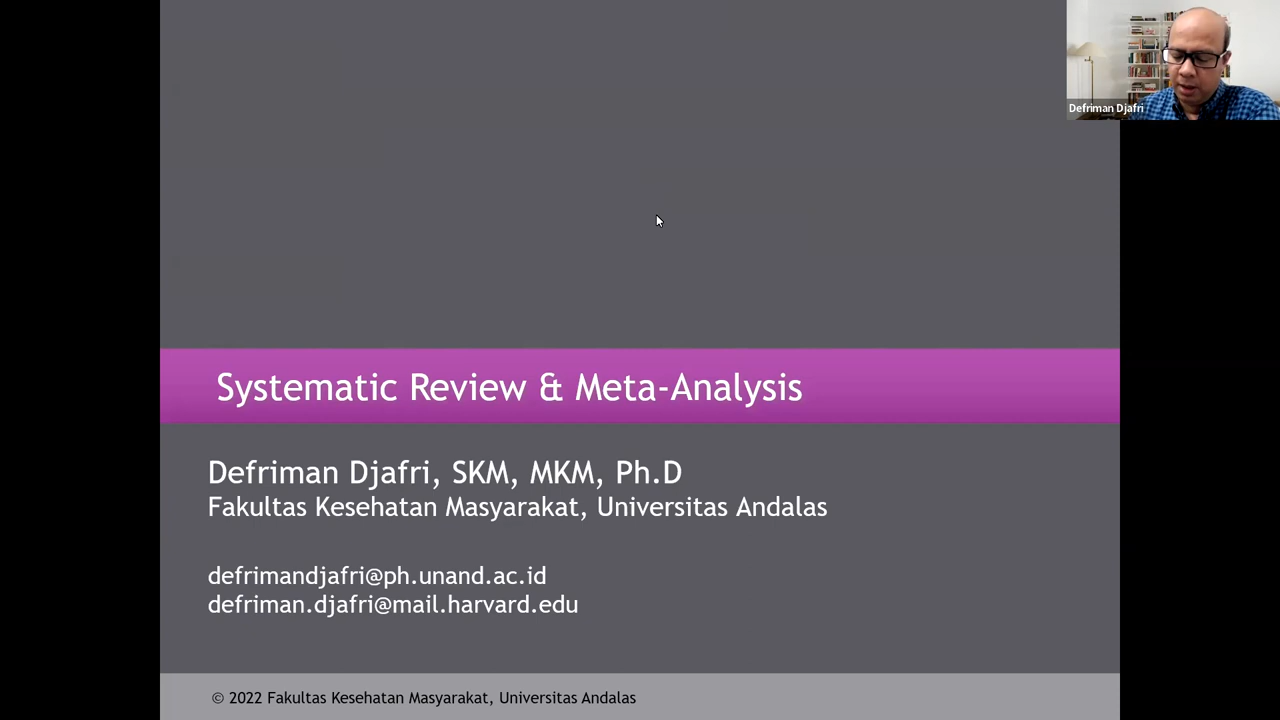 Defriman Djafri
Systematic Review & Meta-Analysis
Defriman Djafri, SKM, MKM, Ph.D
Fakultas Kesehatan Masyarakat, Universitas Andalas
defrimandjafri@ph.unand.ac.id
defriman.djafri@mail.harvard.edu
© 2022 Fakultas Kesehatan Masyarakat, Universitas Andalas